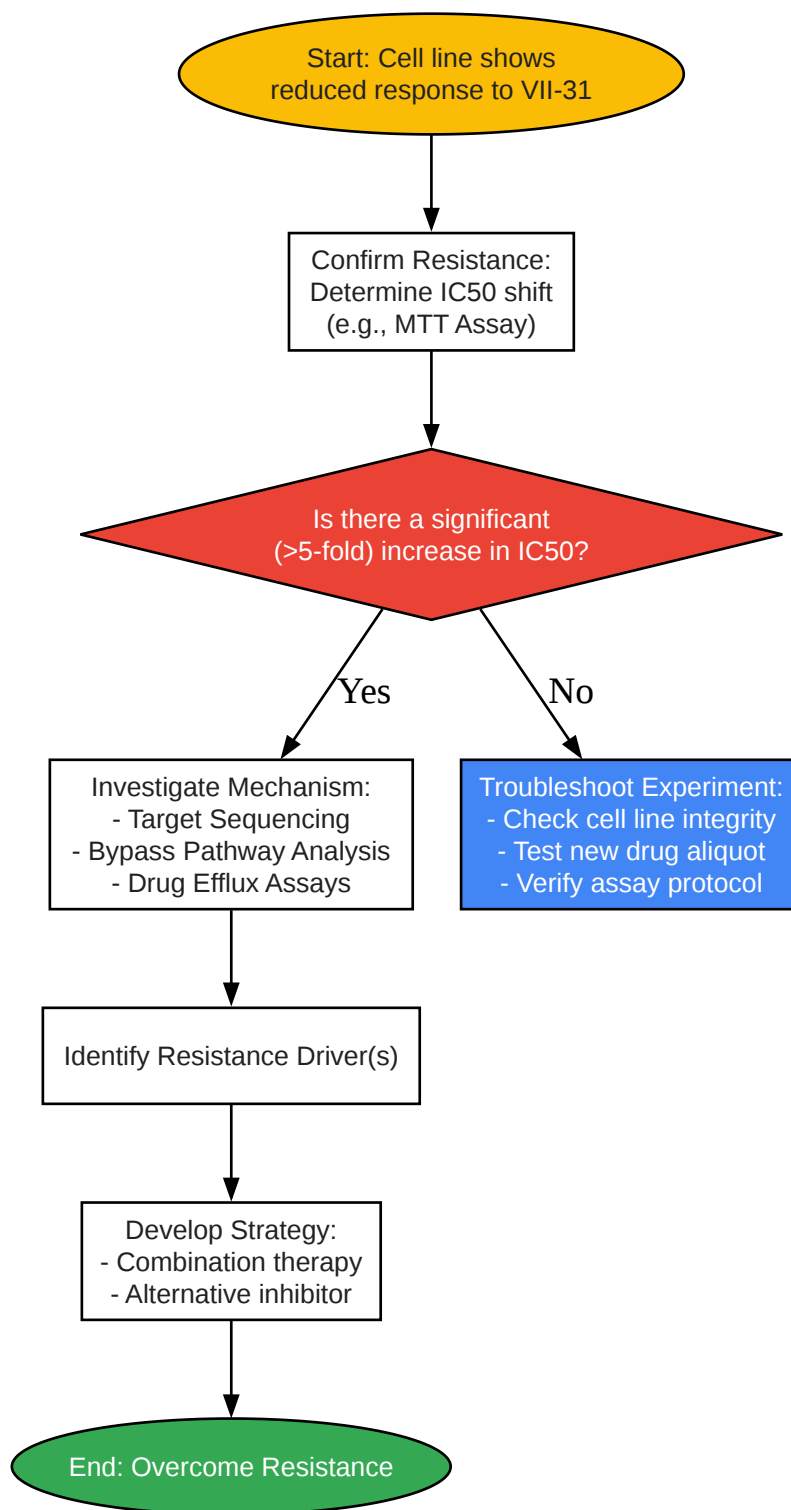 Start: Cell line shows
reduced response to VII-31
Confirm Resistance:
Determine IC50 shift
(e.g., MTT Assay)
Is there a significant
(>5-fold) increase in IC50?
Yes
No
Investigate Mechanism:
- Target Sequencing
- Bypass Pathway Analysis
- Drug Efflux Assays
Troubleshoot Experiment:
- Check cell line integrity
- Test new drug aliquot
- Verify assay protocol
Identify Resistance Driver(s)
Develop Strategy:
- Combination therapy
- Alternative inhibitor
End: Overcome Resistance